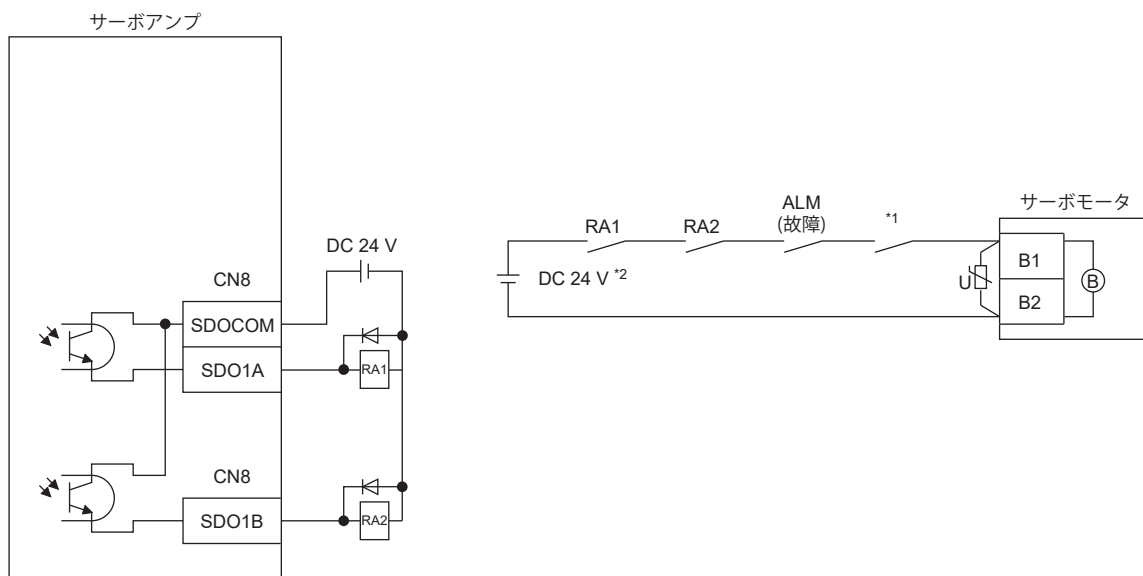 サーボアンプ
DC 24 V
CN8
SDOCOM
SDO1A
RA1
CN8
SDO1B
RA2
RA1
RA2
ALM
(故障)
*1
サーボモータ
DC 24 V *2
U
B1
B2
B